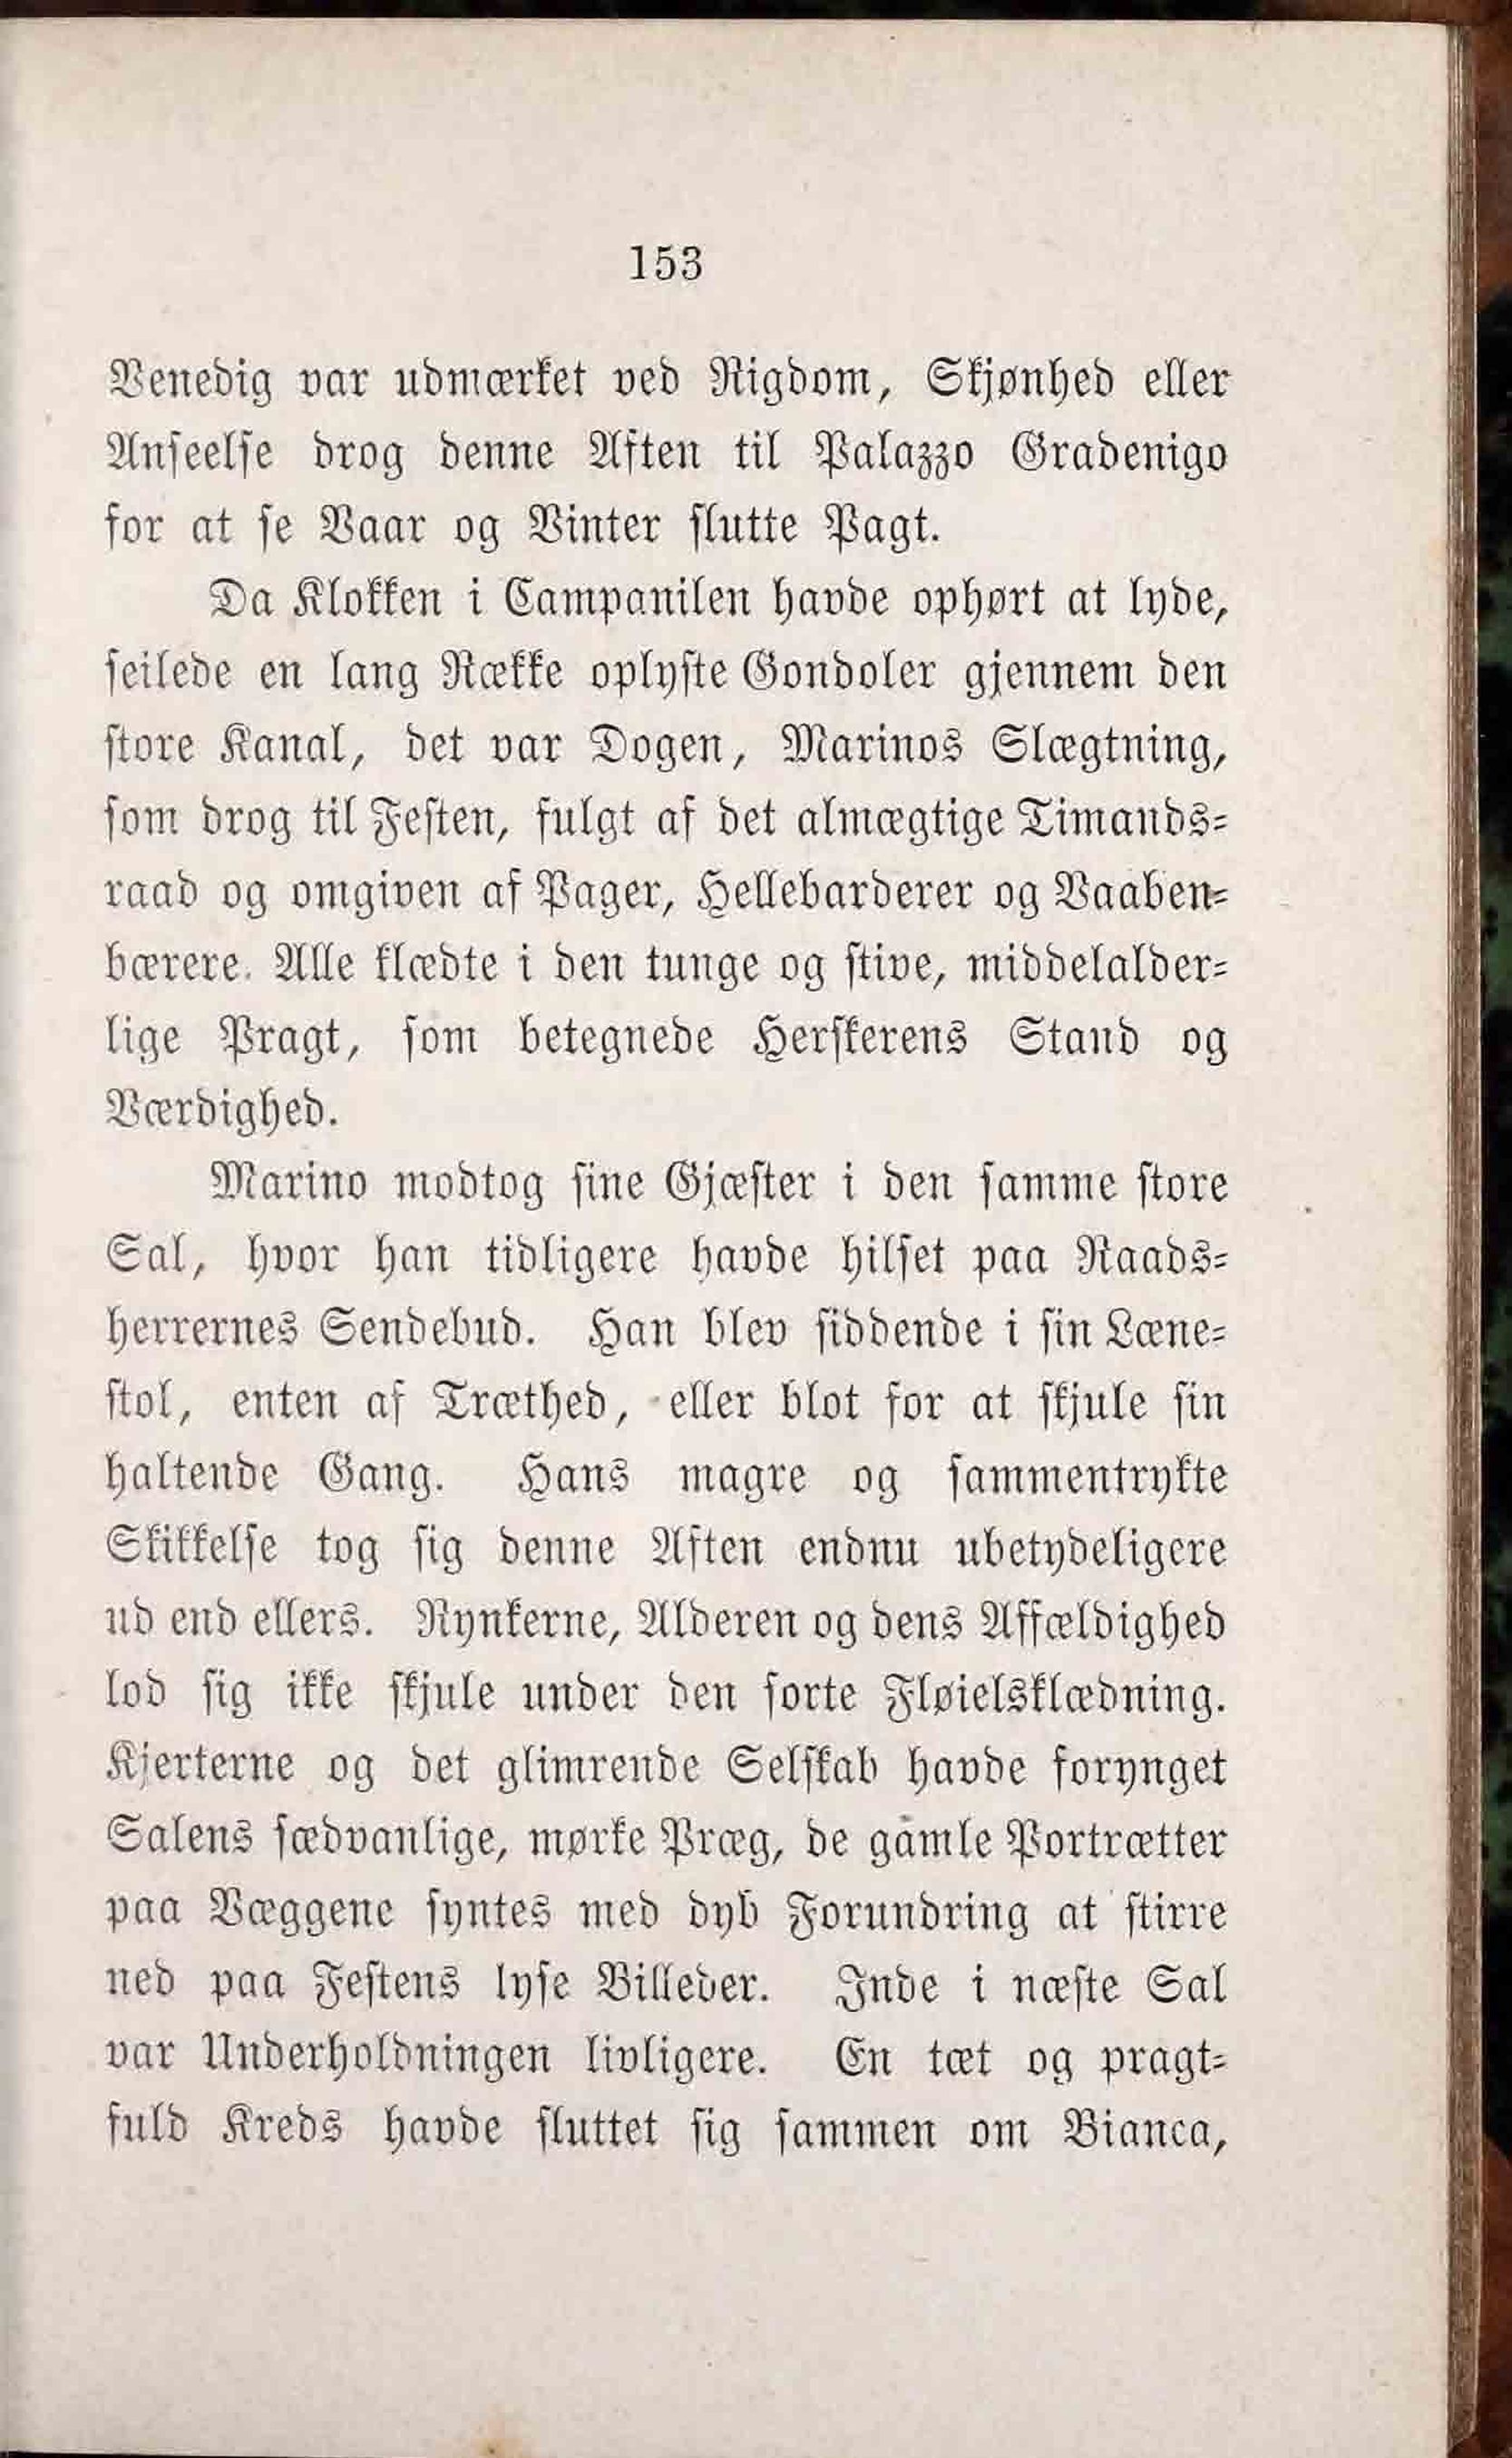 153
Venedig var udmærket ved Rigdom, Skjønhed eller
Anseelse drog denne Aften til Palazzo Gradenigo
for at se Vaar og Vinter slutte Pagt.
Da Klokken i Campanilen havde ophørt at lyde,
seilede en lang Række oplyste Gondoler gjennem den
store Kanal, det var Dogen, Marinos Slægtning,
som drog til Festen, fulgt af det almægtige Timands-
raad og omgiven af Pager, Hellebarderer og Vaaben-
bærere. Alle klædte i den tunge og stive, middelalder-
lige Pragt, som betegnede Herskerens Stand og
Værdighed.
Marino modtog sine Gjæster i den samme store
Sal, hvor han tidligere havde hilset paa Raads-
herrernes Sendebud. Han blev siddende i sin Læne-
stol, enten af Træthed, eller blot for at skjule sin
haltende Gang. Hans magre og sammentrykte
Skikkelse tog sig denne Aften endnu ubetydeligere
ud end ellers. Rynkerne, Alderen og dens Affældighed
lod sig ikke skjule under den sorte Fløielsklædning.
Kjerterne og det glimrende Selskab havde forynget
Salens sædvanlige, mørke Præg, de gamle Portrætter
paa Væggene syntes med dyb Forundring at stirre
ned paa Festens lyse Billeder. Inde i næste Sal
var Underholdningen livligere. En tæt og pragt-
fuld Kreds havde sluttet sig sammen om Bianca,